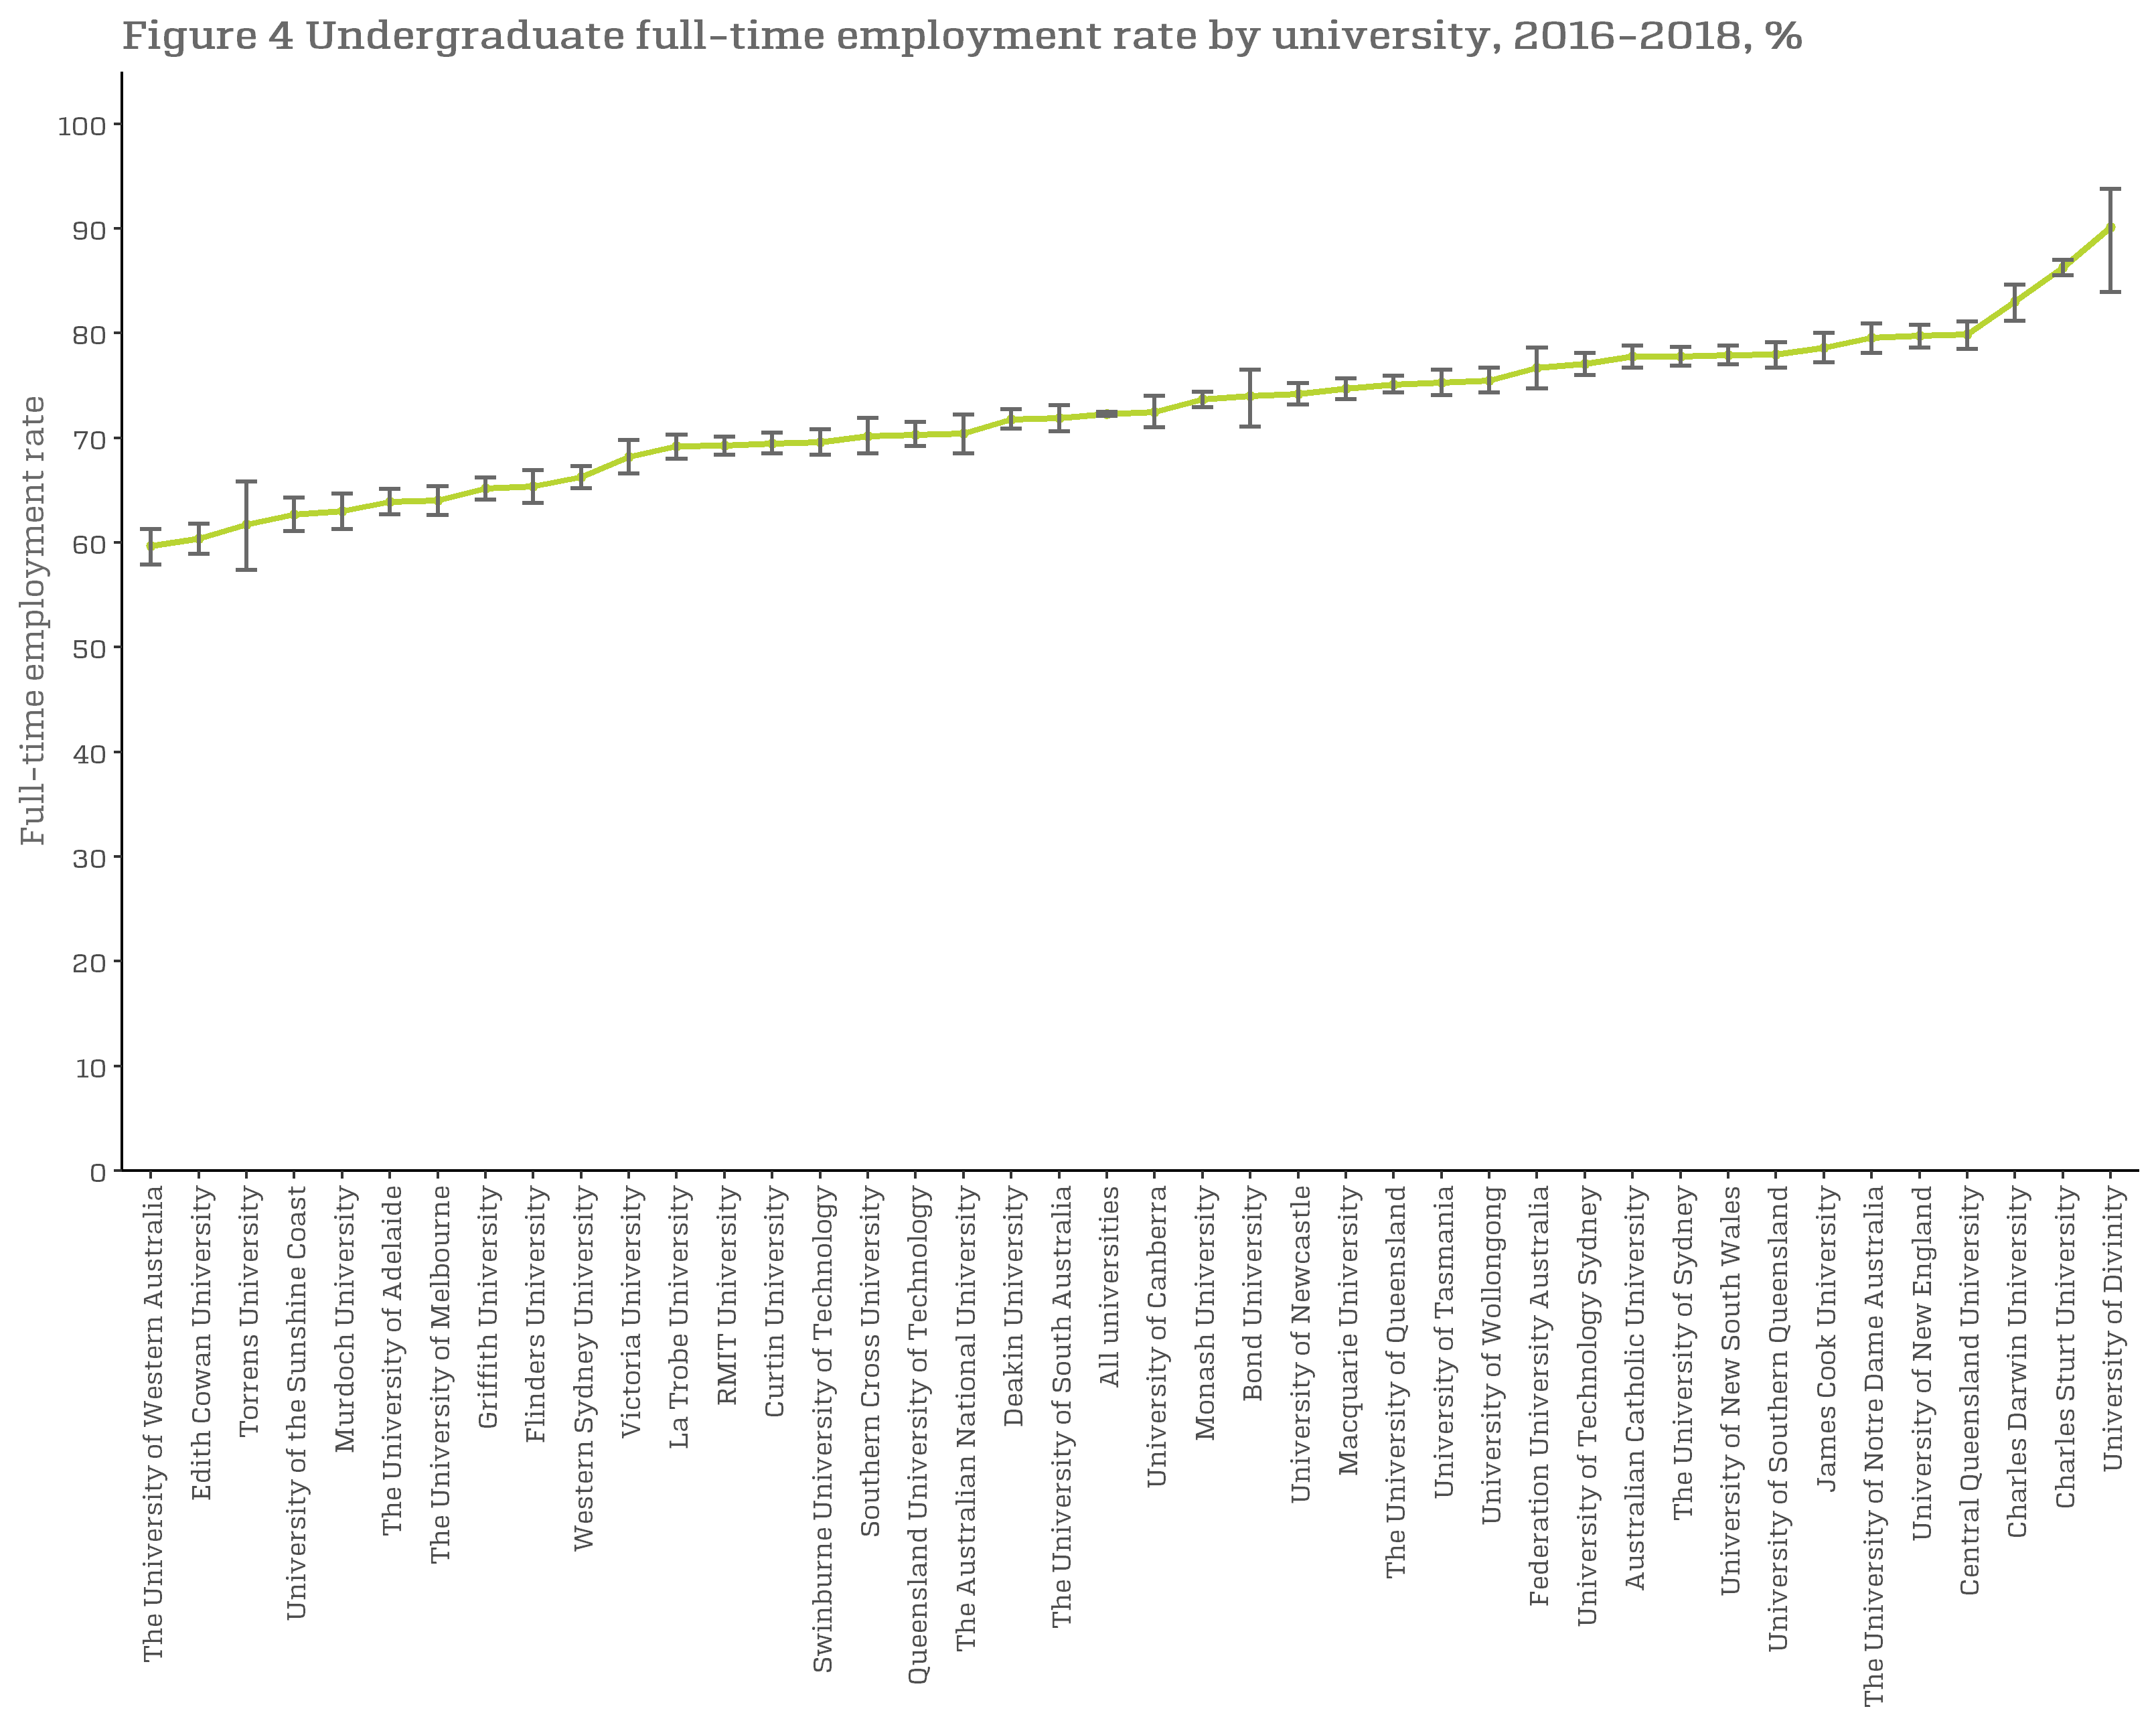 Figure 4 Undergraduate full-time employment rate by university, 2016-2018, %
Full-time employment rate
100
90
80
70
60
50
40
30
20
10
0
The University of Western Australia
Edith Cowan University
Torrens University
University of the Sunshine Coast
Murdoch University
The University of Adelaide
The University of Melbourne
Griffith University
Flinders University
Western Sydney University
Victoria University
La Trobe University
RMIT University
Curtin University
Swinburne University of Technology
Southern Cross University
Queensland University of Technology
The Australian National University
Deakin University
The University of South Australia
All universities
University of Canberra
Monash University
Bond University
University of Newcastle
Macquarie University
The University of Queensland
University of Tasmania
University of Wollongong
Federation University Australia
University of Technology Sydney
Australian Catholic University
The University of Sydney
University of New South Wales
University of Southern Queensland
James Cook University
The University of Notre Dame Australia
University of New England
Central Queensland University
Charles Darwin University
Charles Sturt University
University of Divinity